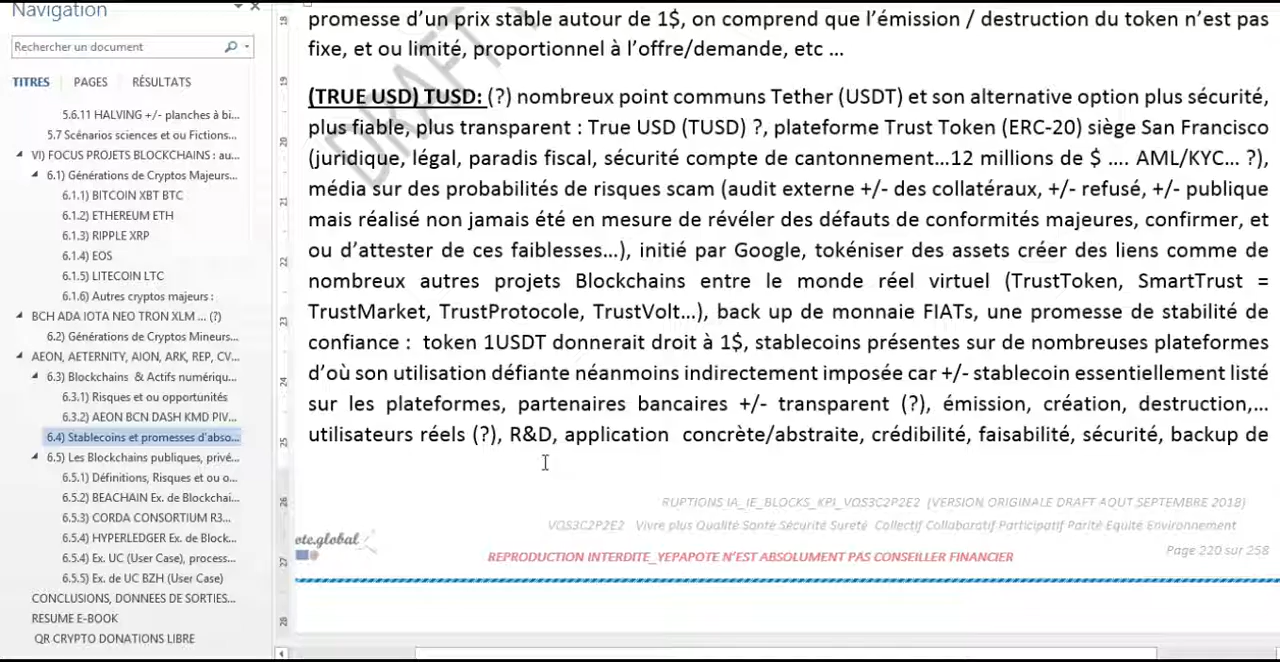 Navigation
Rechercher un document
TITRES PAGES RÉSULTATS
5.6.11 HALVING +/- planches à bi...
5.7 Scénarios sciences et ou Fictions...
VI) FOCUS PROJETS BLOCKCHAINS : au...
6.1) Générations de Cryptos Majeurs...
6.1.1) BITCOIN XBT BTC
6.1.2) ETHEREUM ETH
6.1.3) RIPPLE XRP
6.1.4) EOS
6.1.5) LITECOIN LTC
6.1.6) Autres cryptos majeurs :
BCH ADA IOTA NEO TRON XLM ... (?)
6.2) Générations de Cryptos Mineurs...
AEON, AETERNITY, AION, ARK, REP, CV...
6.3) Blockchains & Actifs numériqu...
6.3.1) Risques et ou opportunités
6.3.2) AEON BCN DASH KMD PIV...
6.4) Stablecoins et promesses d'abso...
6.5) Les Blockchains publiques, privé...
6.5.1) Définitions, Risques et ou o...
6.5.2) BEACHAIN Ex. de Blockchai...
6.5.3) CORDA CONSORTIUM R3...
6.5.4) HYPERLEDGER Ex. de Block...
6.5.4) Ex. UC (User Case), process...
6.5.5) Ex. de UC BZH (User Case)
CONCLUSIONS, DONNEES DE SORTIES...
RESUME E-BOOK
QR CRYPTO DONATIONS LIBRE
18
19
20
21
22
23
24
25
26
27
28
DRAFT
promesse d'un prix stable autour de 1$, on comprend que l'émission / destruction du token n'est pas
fixe, et ou limité, proportionnel à l'offre/demande, etc ...
(TRUE USD) TUSD: (?) nombreux point communs Tether (USDT) et son alternative option plus sécurité,
plus fiable, plus transparent : True USD (TUSD) ?, plateforme Trust Token (ERC-20) siège San Francisco
(juridique, légal, paradis fiscal, sécurité compte de cantonnement...12 millions de $ .... AML/KYC... ?),
média sur des probabilités de risques scam (audit externe +/- des collatéraux, +/- refusé, +/- publique
mais réalisé non jamais été en mesure de révéler des défauts de conformités majeures, confirmer, et
ou d'attester de ces faiblesses...), initié par Google, tokéniser des assets créer des liens comme de
nombreux autres projets Blockchains entre le monde réel virtuel (TrustToken, SmartTrust =
TrustMarket, TrustProtocole, TrustVolt...), back up de monnaie FIATs, une promesse de stabilité de
confiance : token 1USDT donnerait droit à 1$, stablecoins présentes sur de nombreuses plateformes
d'où son utilisation défiante néanmoins indirectement imposée car +/- stablecoin essentiellement listé
sur les plateformes, partenaires bancaires +/- transparent (?), émission, création, destruction,...
utilisateurs réels (?), R&D, application concrète/abstraite, crédibilité, faisabilité, sécurité, backup de
RUPTIONS IA_IE_BLOCKS_KPI_VQS3C2P2E2 (VERSION ORIGINALE DRAFT AOUT SEPTEMBRE 2018)
VQS3C2P2E2 Vivre plus Qualité Santé Sécurité Sureté Collectif Collaboratif Participatif Parité Equité Environnement
ote.global
Page 220 sur 258
REPRODUCTION INTERDITE_YEPAPOTE N'EST ABSOLUMENT PAS CONSEILLER FINANCIER